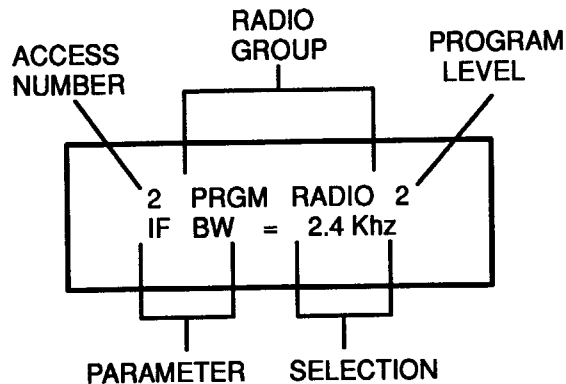 RADIO
GROUP
PROGRAM
LEVEL
ACCESS
NUMBER
2 PRGM RADIO 2
IF BW = 2.4 Khz
PARAMETER
SELECTION